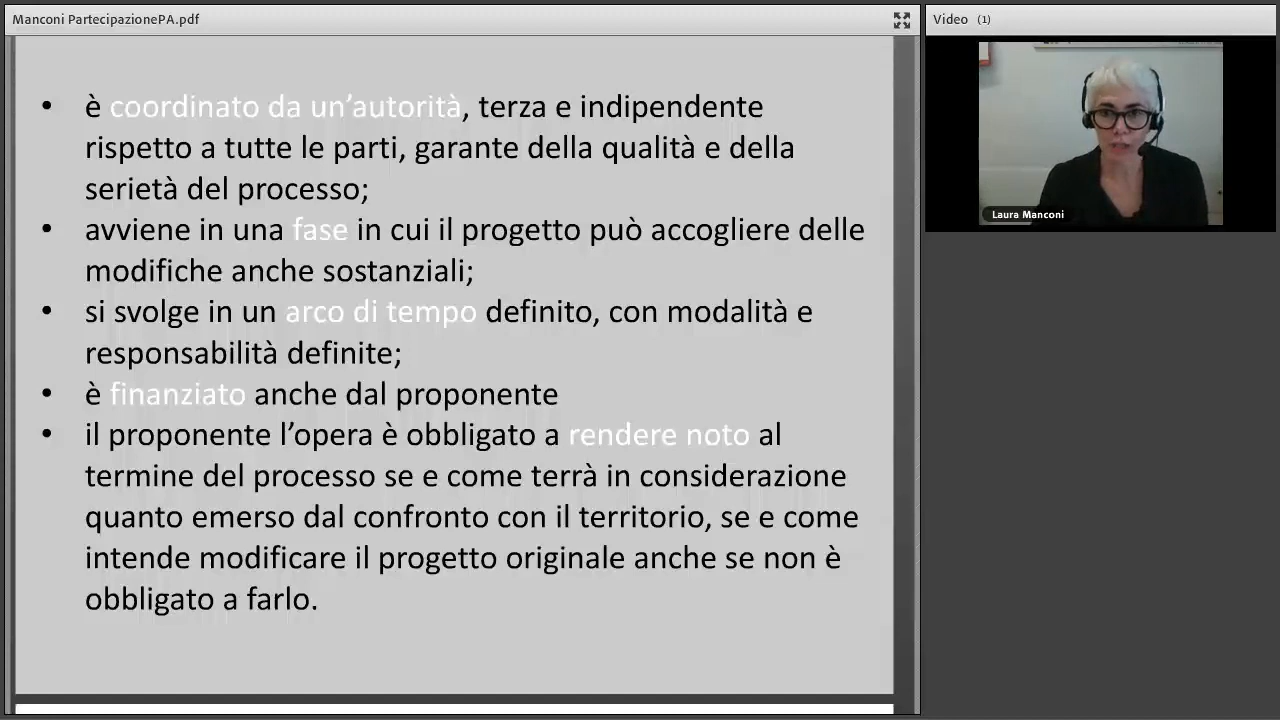 Manconi PartecipazionePA.pdf
• è coordinato da un’autorità, terza e indipendente
rispetto a tutte le parti, garante della qualità e della
serietà del processo;
• avviene in una fase in cui il progetto può accogliere delle
modifiche anche sostanziali;
• si svolge in un arco di tempo definito, con modalità e
responsabilità definite;
• è finanziato anche dal proponente
• il proponente l’opera è obbligato a rendere noto al
termine del processo se e come terrà in considerazione
quanto emerso dal confronto con il territorio, se e come
intende modificare il progetto originale anche se non è
obbligato a farlo.
Video (1)
Laura Manconi